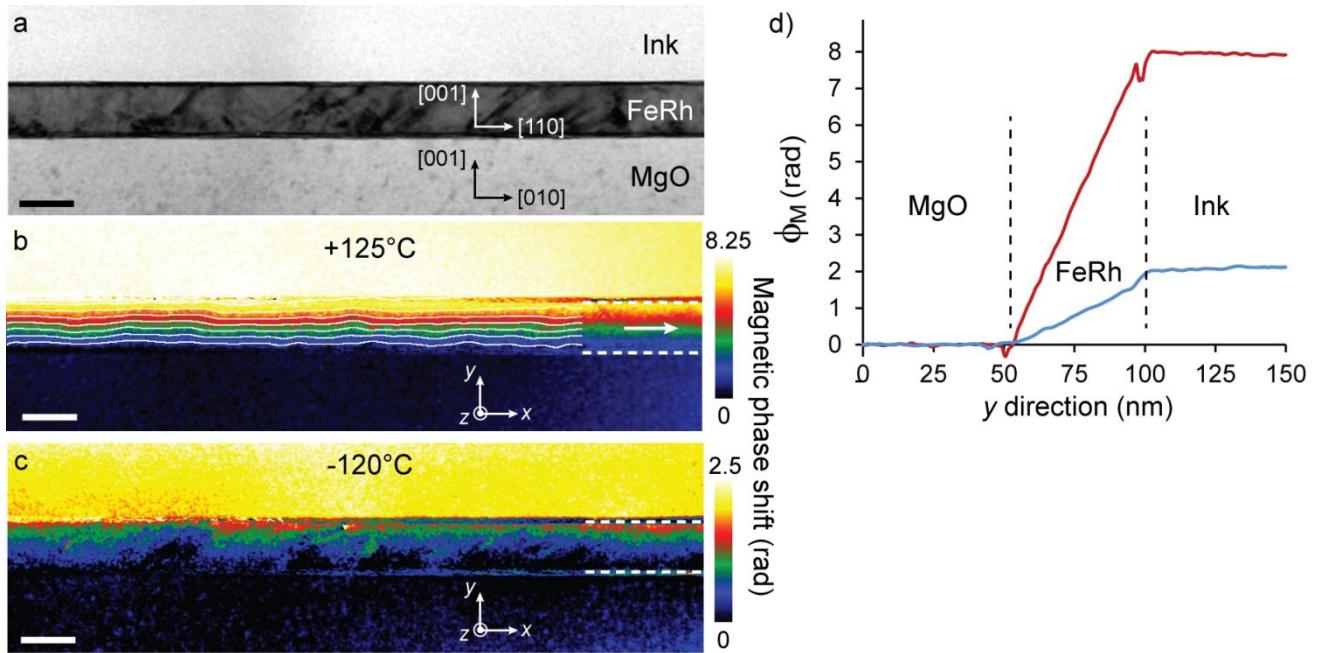 a
Ink
[001]
FeRh
[110]
[001]
MgO
[010]
b
+125°C
8.25
y
z
x
0
c
-120°C
2.5
y
z
x
0
Magnetic phase shift (rad)
d)
8
7
6
5
4
3
2
1
0
ϕM (rad)
MgO
FeRh
Ink
0
25
50
75
100
125
150
y direction (nm)